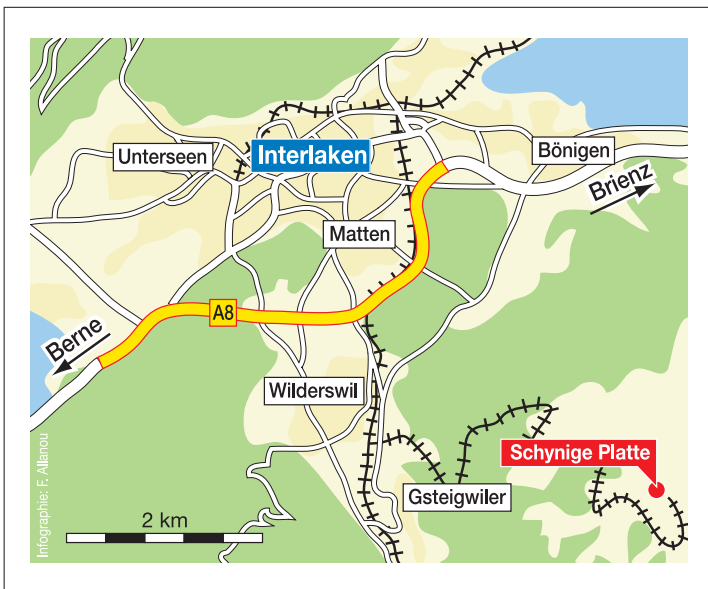 Unterseen
Interlaken
Bönigen
Brienz
Matten
A8
Berne
Wilderswil
Schynige Platte
Gsteigwiler
2 km
Infographie: F. Allanou